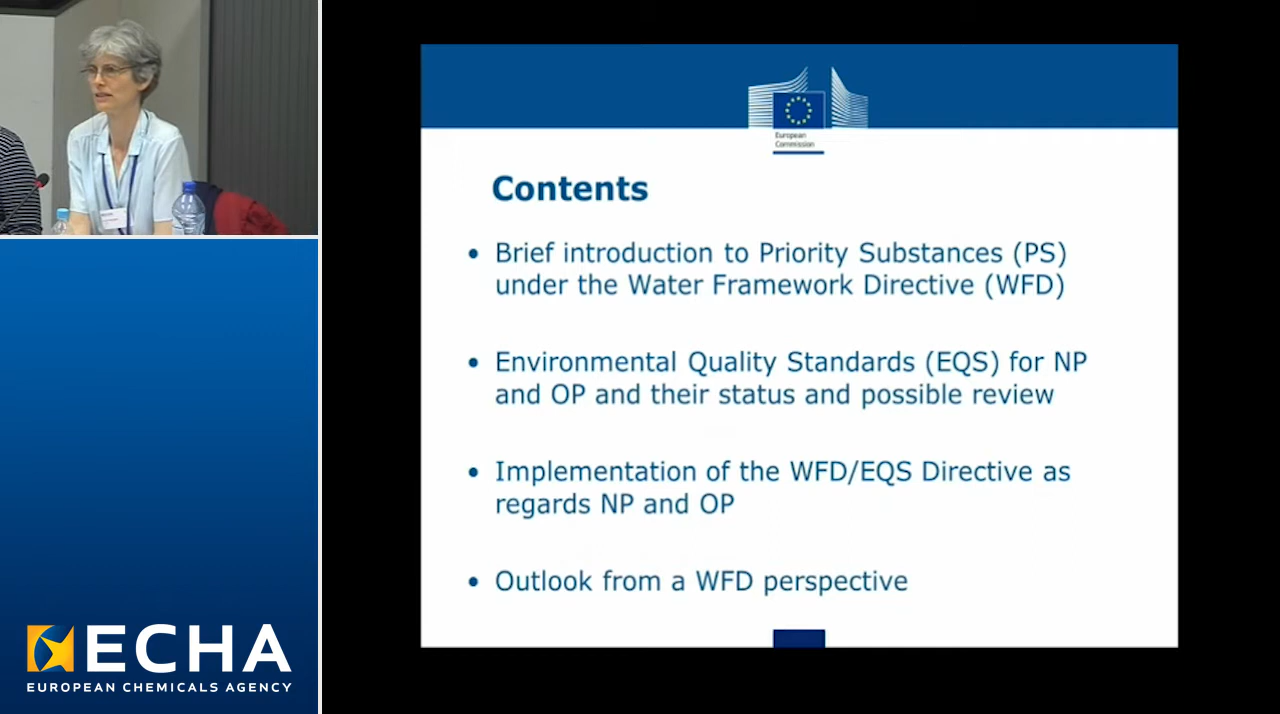 European
Commission
Contents
• Brief introduction to Priority Substances (PS)
under the Water Framework Directive (WFD)
• Environmental Quality Standards (EQS) for NP
and OP and their status and possible review
• Implementation of the WFD/EQS Directive as
regards NP and OP
• Outlook from a WFD perspective
ECHA
EUROPEAN CHEMICALS AGENCY